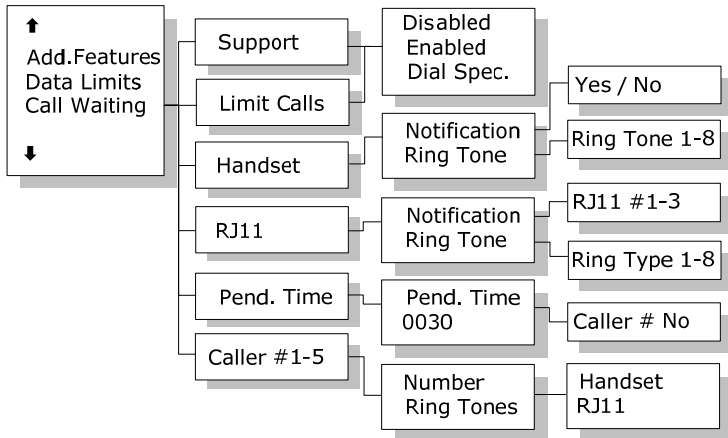 Add.Features
Data Limits
Call Waiting
Support
Limit Calls
Handset
RJ11
Pend. Time
Caller #1-5
Disabled
Enabled
Dial Spec.
Notification
Ring Tone
Notification
Ring Tone
Pend. Time
0030
Number
Ring Tones
Yes / No
Ring Tone 1-8
RJ11 #1-3
Ring Type 1-8
Caller # No
Handset
RJ11